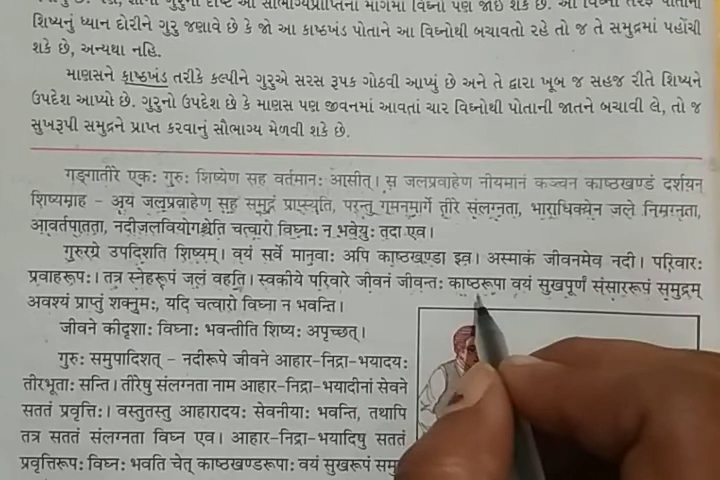 શિષ્યનું ધ્યાન દોરીને ગુરુ જણાવે છે કે જો આ કાષ્ઠખંડ પોતાને આ વિઘ્નોથી બચાવતો રહે તો જ તે સમુદ્રમાં પહોંચી
શકે છે, અન્યથા નહિ.
માણસને કાષ્ઠખંડ તરીકે કલ્પીને ગુરુએ સરસ રૂપક ગોઠવી આપ્યું છે અને તે દ્વારા ખૂબ જ સહજ રીતે શિષ્યને
ઉપદેશ આપ્યો છે. ગુરુનો ઉપદેશ છે કે માણસ પણ જીવનમાં આવતાં ચાર વિઘ્નોથી પોતાની જાતને બચાવી લે, તો જ
સુખરૂપી સમુદ્રને પ્રાપ્ત કરવાનું સૌભાગ્ય મેળવી શકે છે.
गङ्गातीरे एकः गुरुः शिष्येण सह वर्तमानः आसीत्। स जलप्रवाहेण नीयमानं कञ्चन काष्ठखण्डं दर्शयन्
शिष्यमाह – अयं जलप्रवाहेण सह समुद्रं प्राप्स्यति, परन्तु गमनमार्गे तीरे संलग्नता, भाराधिक्येन जले निमग्नता,
आवर्तपातता, नदीजलवियोगश्चेति चत्वारो विघ्नाः न भवेयुः तदा एव।
गुरुरग्रे उपदिशति शिष्यम्। वयं सर्वे मानवाः अपि काष्ठखण्डा इव। अस्माकं जीवनमेव नदी। परिवारः
प्रवाहरूपः। तत्र स्नेहरूपं जलं वहति। स्वकीये परिवारे जीवनं जीवन्तः काष्ठरूपा वयं सुखपूर्णं संसाररूपं समुद्रम्
अवश्यं प्राप्तुं शक्नुमः, यदि चत्वारो विघ्ना न भवन्ति।
जीवने कीदृशाः विघ्नाः भवन्तीति शिष्यः अपृच्छत्।
गुरुः समुपादिशत् – नदीरूपे जीवने आहार-निद्रा-भयादयः
तीरभूताः सन्ति। तीरेषु संलग्नता नाम आहार-निद्रा-भयादीनां सेवने
सततं प्रवृत्तिः। वस्तुतस्तु आहारादयः सेवनीयाः भवन्ति, तथापि
तत्र सततं संलग्नता विघ्न एव। आहार-निद्रा-भयादिषु सततं
प्रवृत्तिरूपः विघ्नः भवति चेत् काष्ठखण्डरूपाः वयं सुखरूपं